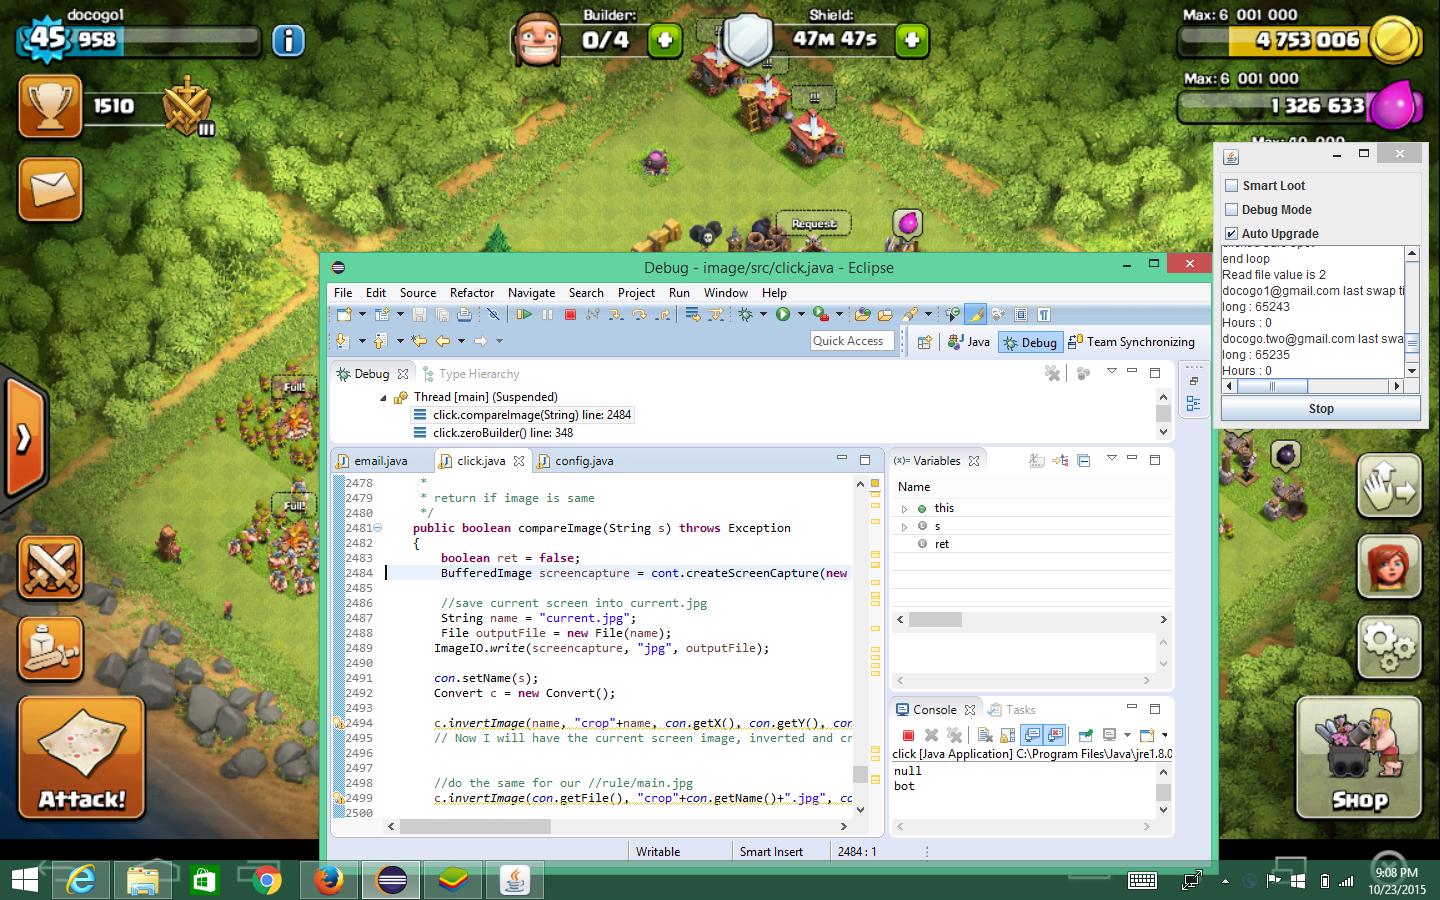 docogo1
45 958
Builder:
0/4
Shield:
47M 47S
Max: 6 001 000
4 753 006
Max: 6 001 000
1 326 633
1510
III
Request
Full!
Full!
Attack!
Shop
Smart Loot
Debug Mode
Auto Upgrade
end loop
Read file value is 2
docogo1@gmail.com last swap ti
long : 65243
Hours : 0
docogo.two@gmail.com last swa
long : 65235
Hours : 0
Stop
Debug - image/src/click.java - Eclipse
File Edit Source Refactor Navigate Search Project Run Window Help
Quick Access
Java
Debug
Team Synchronizing
Debug
Type Hierarchy
Thread [main] (Suspended)
click.compareImage(String) line: 2484
click.zeroBuilder() line: 348
email.java
click.java
config.java
2478 *
2479 * return if image is same
2480 */
2481 public boolean compareImage(String s) throws Exception
2482 {
2483 boolean ret = false;
2484 BufferedImage screencapture = cont.createScreenCapture(new
2485
2486 //save current screen into current.jpg
2487 String name = "current.jpg";
2488 File outputFile = new File(name);
2489 ImageIO.write(screencapture, "jpg", outputFile);
2490
2491 con.setName(s);
2492 Convert c = new Convert();
2493
2494 c.invertImage(name, "crop"+name, con.getX(), con.getY(), con
2495 // Now I will have the current screen image, inverted and cr
2496
2497
2498 //do the same for our //rule/main.jpg
2499 c.invertImage(con.getFile(), "crop"+con.getName()+".jpg", co
2500
(x)= Variables
Name
this
s
ret
Console
Tasks
click [Java Application] C:\Program Files\Java\jre1.8.0
null
bot
Writable
Smart Insert
2484 : 1
9:08 PM
10/23/2015